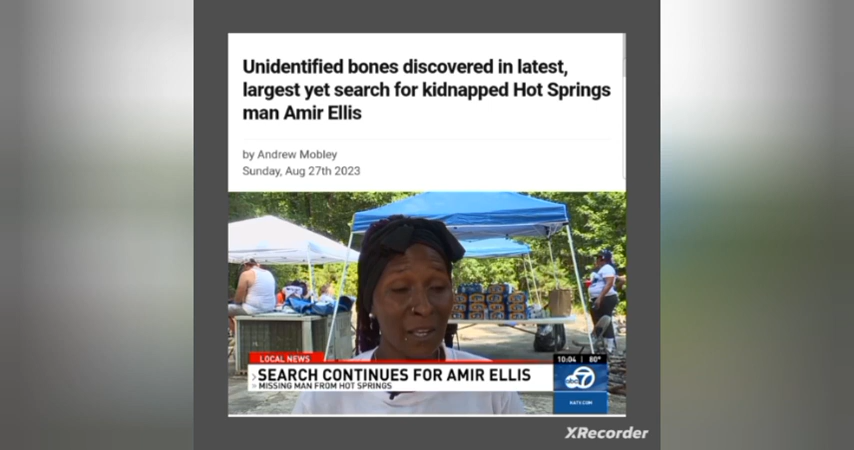 Unidentified bones discovered in latest,
largest yet search for kidnapped Hot Springs
man Amir Ellis
by Andrew Mobley
Sunday, Aug 27th 2023
LOCAL NEWS
10:04 | 80°
SEARCH CONTINUES FOR AMIR ELLIS
abc 7
MISSING MAN FROM HOT SPRINGS
KATV.COM
XRecorder